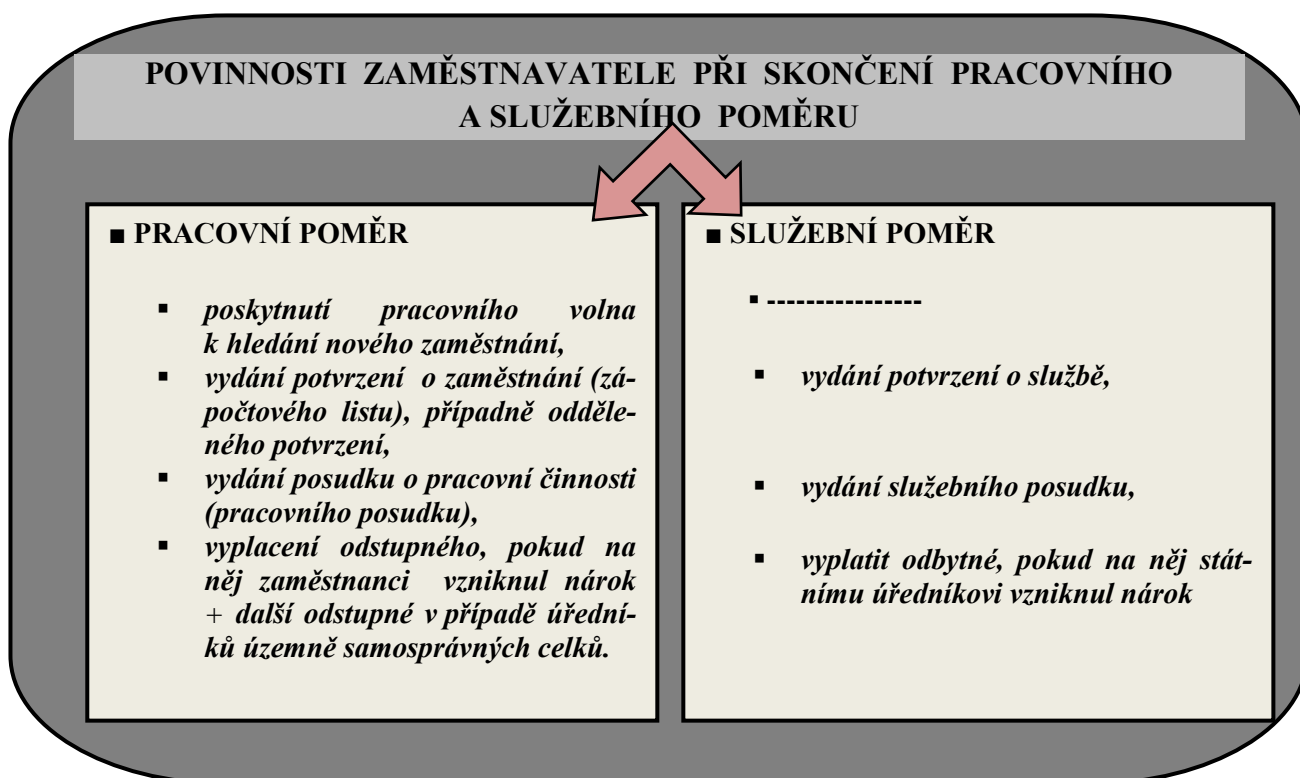 POVINNOSTI ZAMĚSTNAVATELE PŘI SKONČENÍ PRACOVNÍHO
A SLUŽEBNÍHO POMĚRU
■ PRACOVNÍ POMĚR
▪ poskytnutí pracovního volna
k hledání nového zaměstnání,
▪ vydání potvrzení o zaměstnání (zá-
počtového listu), případně odděle-
ného potvrzení,
▪ vydání posudku o pracovní činnosti
(pracovního posudku),
▪ vyplacení odstupného, pokud na
něj zaměstnanci vzniknul nárok
+ další odstupné v případě úřední-
ků územně samosprávných celků.
■ SLUŽEBNÍ POMĚR
▪ ----------------
▪ vydání potvrzení o službě,
▪ vydání služebního posudku,
▪ vyplatit odbytné, pokud na něj stát-
nímu úředníkovi vzniknul nárok